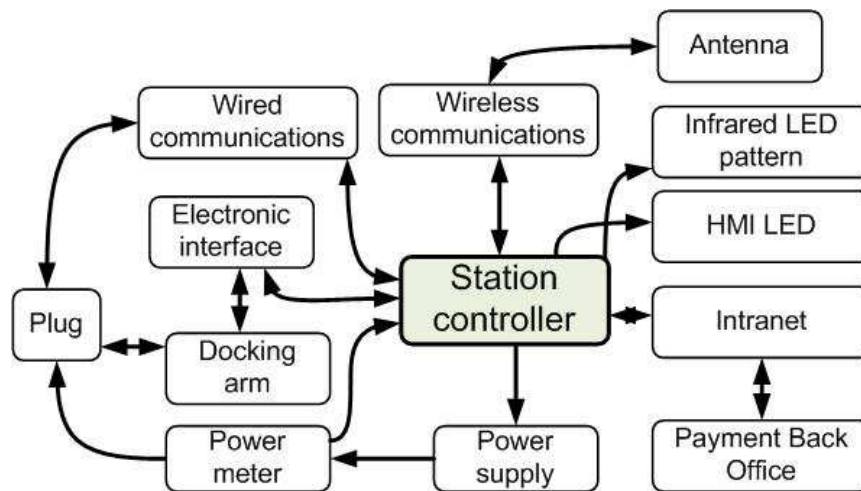 Antenna
Wired
communications
Wireless
communications
Infrared LED
pattern
Electronic
interface
HMI LED
Station
controller
Plug
Docking
arm
Intranet
Power
meter
Power
supply
Payment Back
Office